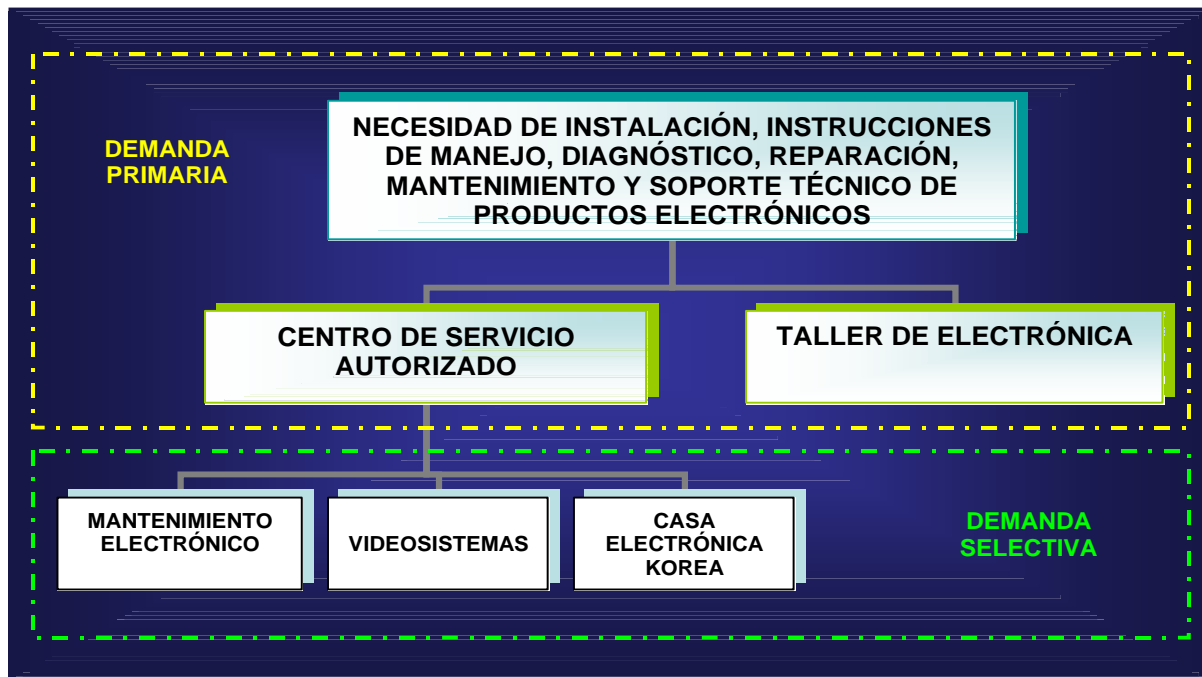 DEMANDA
PRIMARIA
NECESIDAD DE INSTALACIÓN, INSTRUCCIONES
DE MANEJO, DIAGNÓSTICO, REPARACIÓN,
MANTENIMIENTO Y SOPORTE TÉCNICO DE
PRODUCTOS ELECTRÓNICOS
CENTRO DE SERVICIO
AUTORIZADO
TALLER DE ELECTRÓNICA
MANTENIMIENTO
ELECTRÓNICO
VIDEOSISTEMAS
CASA
ELECTRÓNICA
KOREA
DEMANDA
SELECTIVA